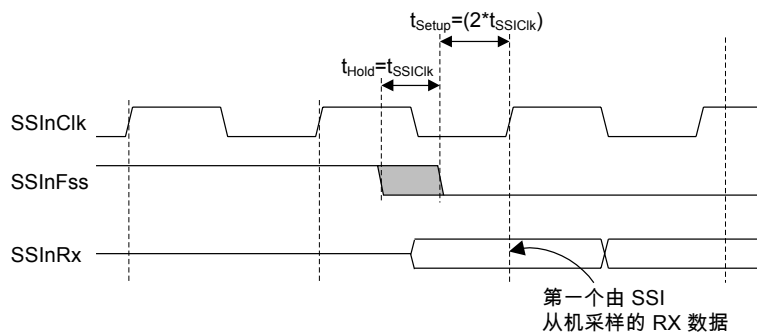 tSetup=(2*tSSIClk)
tHold=tSSIClk
SSInClk
SSInFss
SSInRx
第一个由 SSI
从机采样的 RX 数据